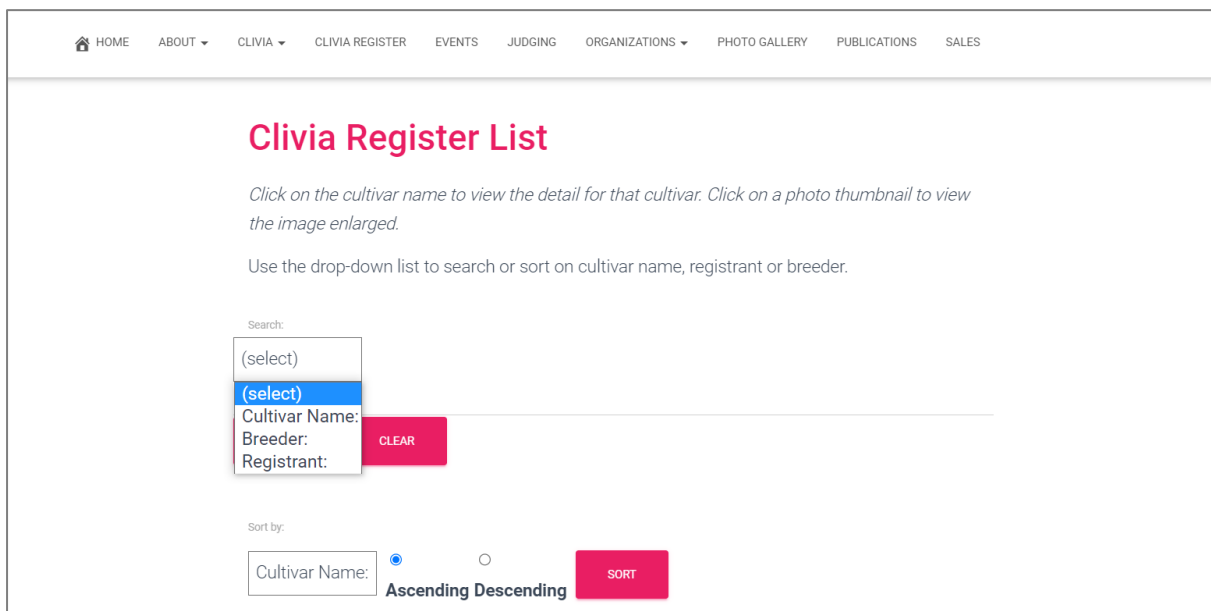 HOME ABOUT CLIVIA CLIVIA REGISTER EVENTS JUDGING ORGANIZATIONS PHOTO GALLERY PUBLICATIONS SALES
Clivia Register List
Click on the cultivar name to view the detail for that cultivar. Click on a photo thumbnail to view
the image enlarged.
Use the drop-down list to search or sort on cultivar name, registrant or breeder.
Search:
(select)
(select)
Cultivar Name:
Breeder:
CLEAR
Registrant:
Sort by:
Cultivar Name:
Ascending Descending
SORT